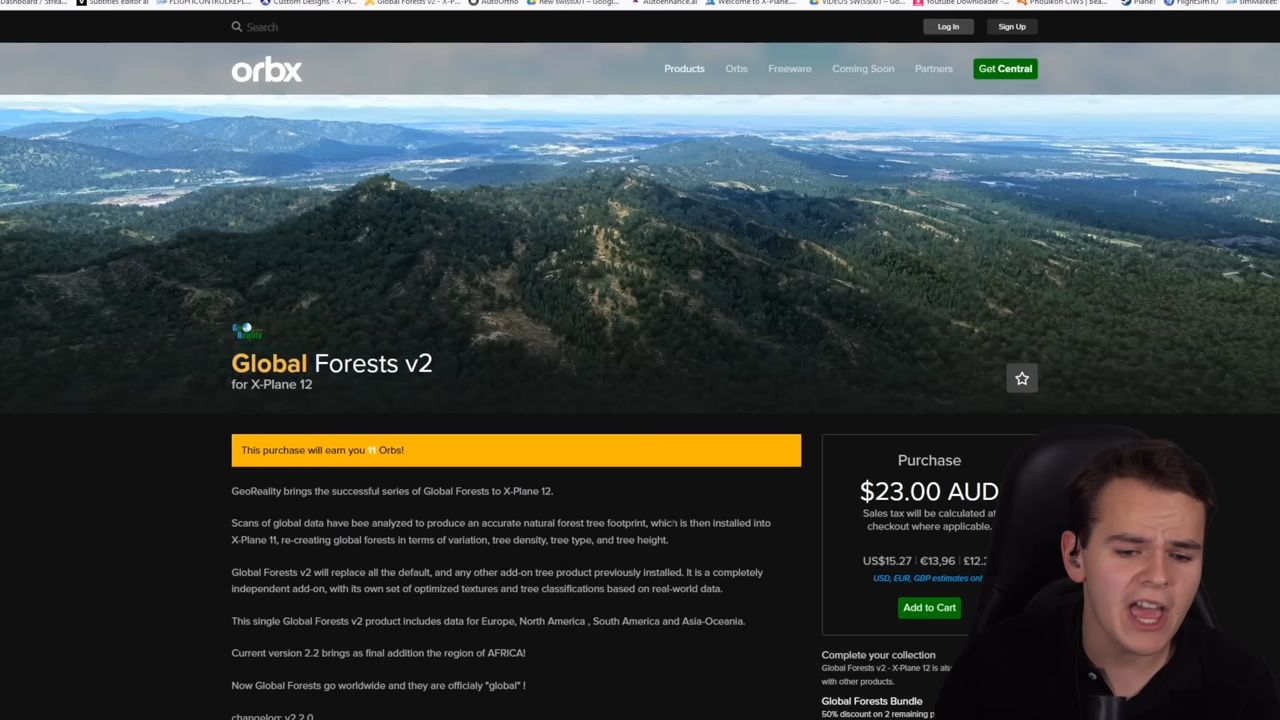 Dashboard / Strea...
Subtitles editor ai
FLIGHTCONTROLREPL...
Custom Designs - X-Pl...
Global Forests v2 - X-P...
AutoOrtho
new swiss001 – Googl...
Autoenhance.ai
Welcome to X-Plane....
VIDEOS SWISS001 – Go...
Youtube Downloader -...
Phoulkon CIWS | Bea...
Plane?
FlightSim.IO
simMarket
Search
Log In
Sign Up
orbx
Products
Orbs
Freeware
Coming Soon
Partners
Get Central
Global Forests v2
for X-Plane 12
This purchase will earn you 11 Orbs!
GeoReality brings the successful series of Global Forests to X-Plane 12.
Scans of global data have bee analyzed to produce an accurate natural forest tree footprint, which is then installed into
X-Plane 11, re-creating global forests in terms of variation, tree density, tree type, and tree height.
Global Forests v2 will replace all the default, and any other add-on tree product previously installed. It is a completely
independent add-on, with its own set of optimized textures and tree classifications based on real-world data.
This single Global Forests v2 product includes data for Europe, North America , South America and Asia-Oceania.
Current version 2.2 brings as final addition the region of AFRICA!
Now Global Forests go worldwide and they are officialy "global" !
changelog: v2.2.0
Purchase
$23.00 AUD
Sales tax will be calculated at
checkout where applicable.
US$15.27 | €13,96 | £12.2
USD, EUR, GBP estimates onl
Add to Cart
Complete your collection
Global Forests v2 - X-Plane 12 is als
with other products.
Global Forests Bundle
50% discount on 2 remaining p